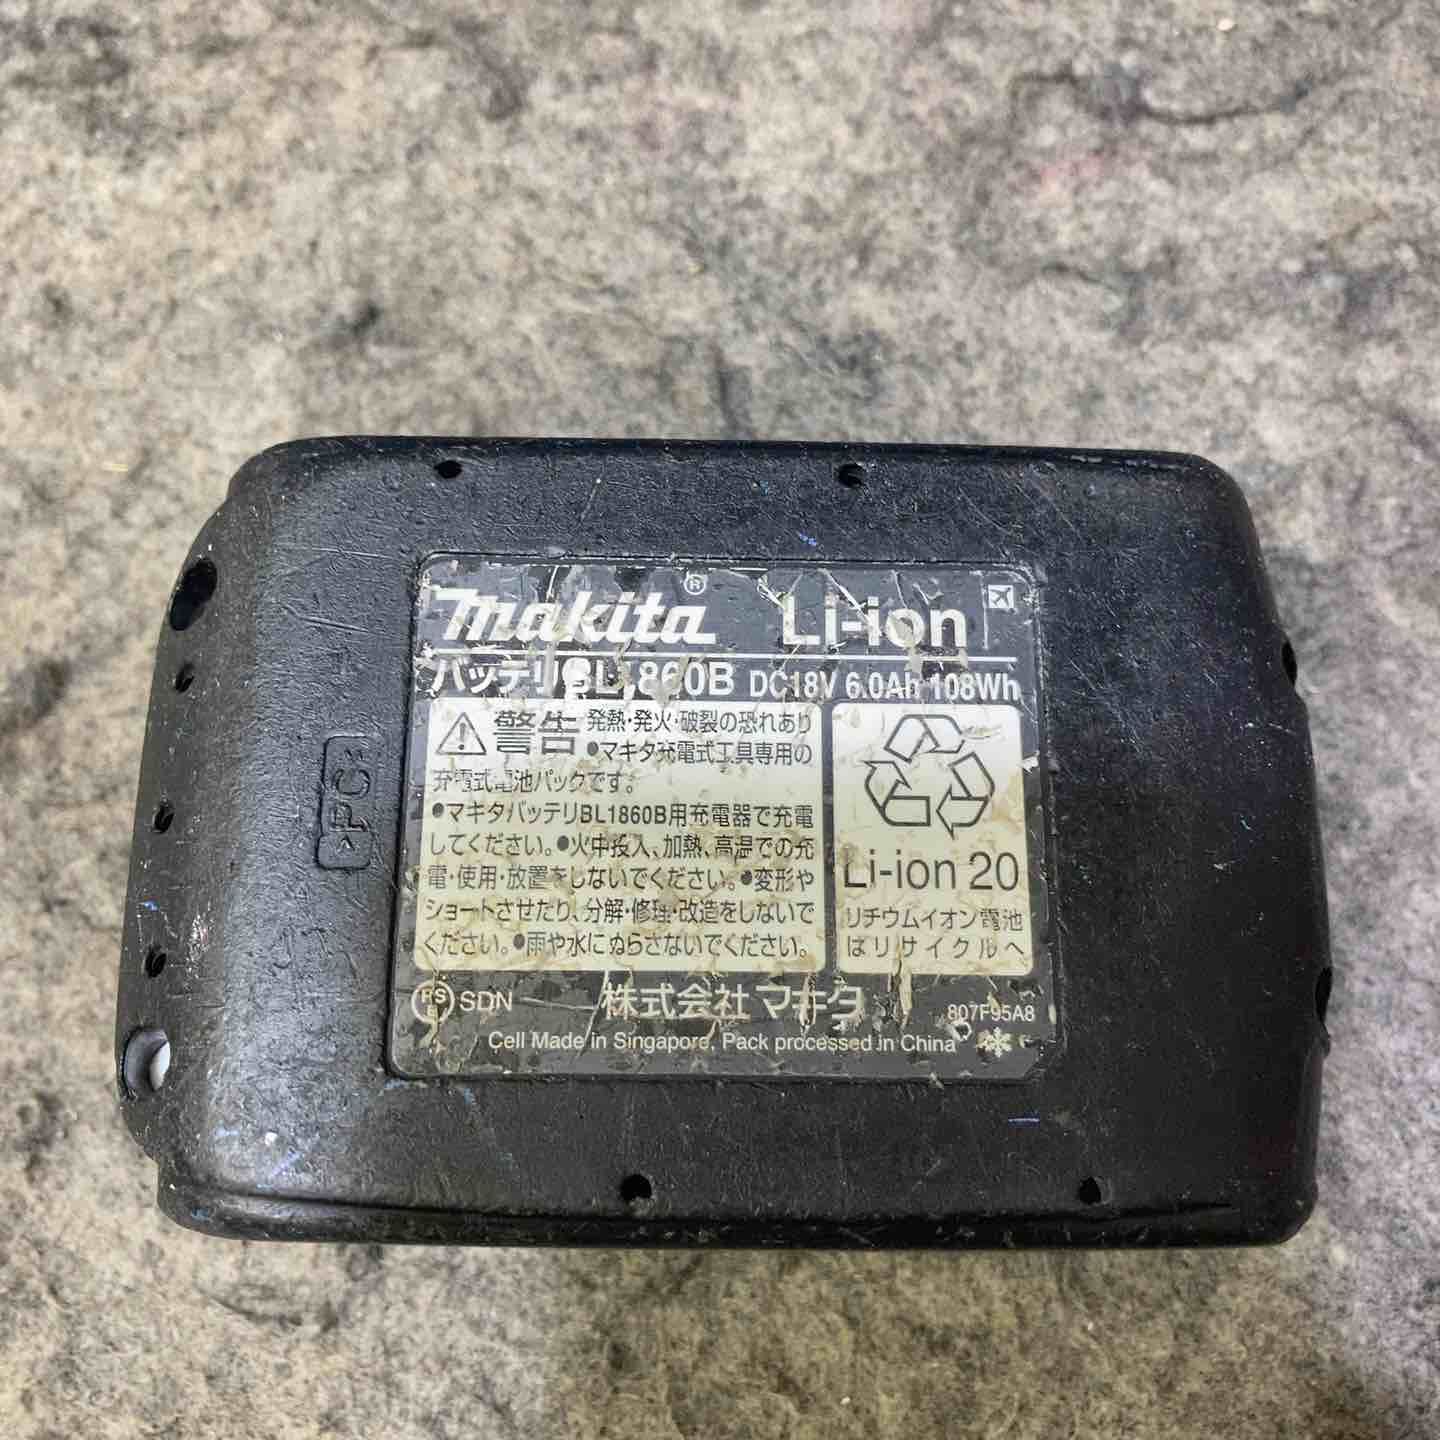 makita® Li-ion
バッテリBL1860B DC18V 6.0Ah 108Wh
警告 発熱・発火・破裂の恐れあり
●マキタ充電式工具専用の
充電式電池パックです。
●マキタバッテリBL1860B用充電器で充電
してください。●火中投入、加熱、高温での充
電・使用・放置をしないでください。●変形や
ショートさせたり、分解・修理・改造をしないで
ください。●雨や水にぬらさないでください。
Li-ion 20
リチウムイオン電池
はリサイクルへ
PS
E
SDN 株式会社マキタ 807F95A8
Cell Made in Singapore, Pack processed in China
>PC<